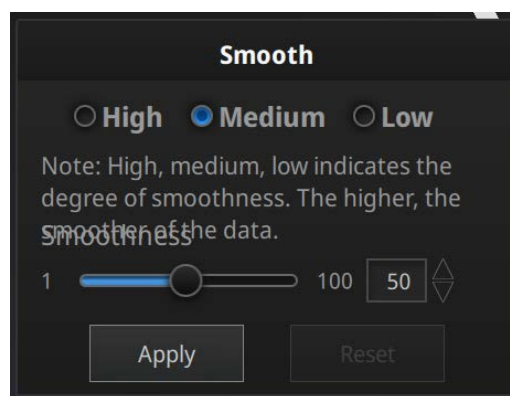 Smooth
High Medium Low
Note: High, medium, low indicates the
degree of smoothness. The higher, the
smoother of the data.
Smoothness
1 100 50
Apply Reset